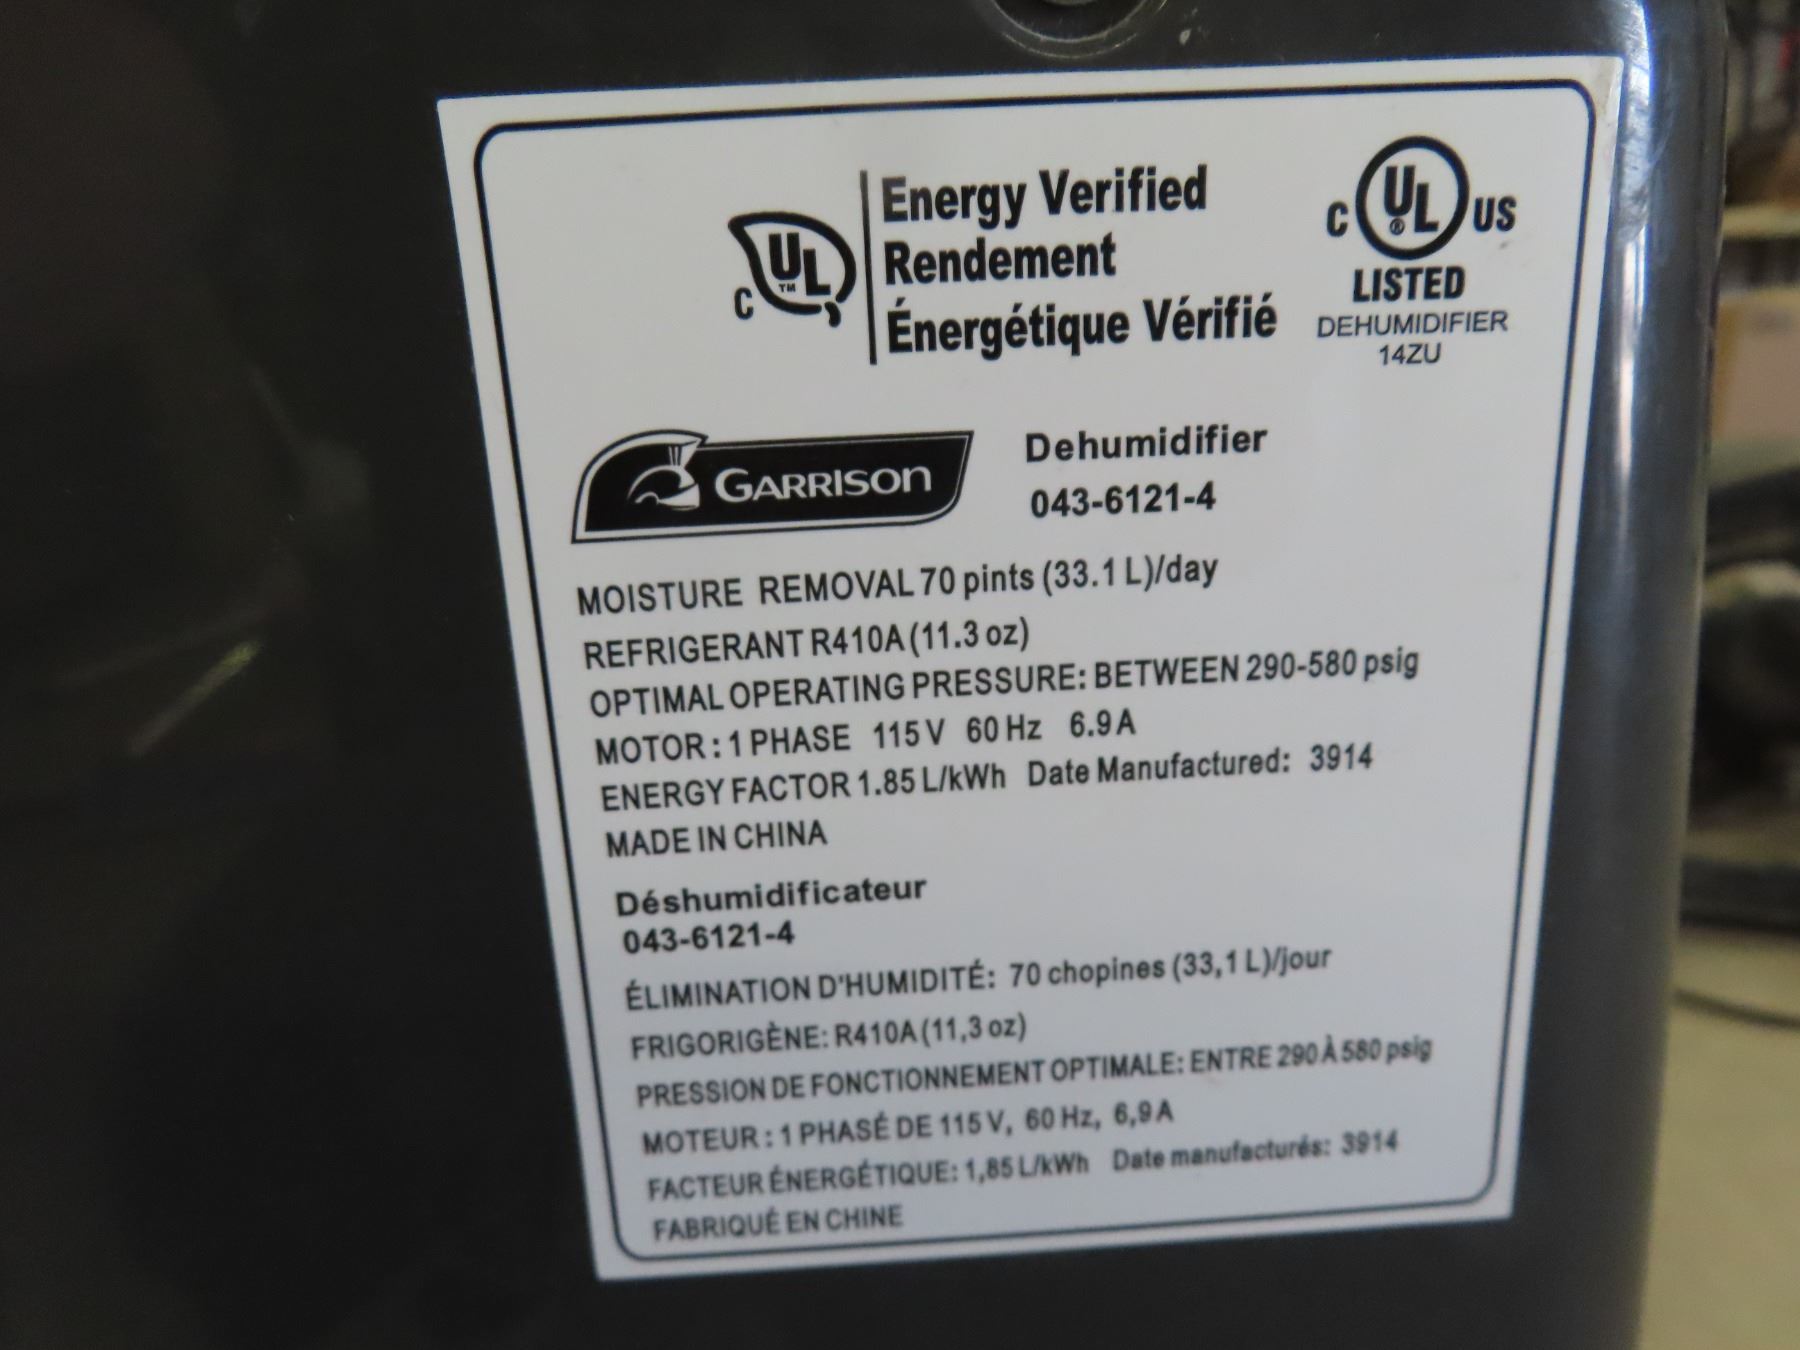 C UL™
Energy Verified
Rendement
Énergétique Vérifié
C UL® US
LISTED
DEHUMIDIFIER
14ZU
GARRISON
Dehumidifier
043-6121-4
MOISTURE REMOVAL 70 pints (33.1 L)/day
REFRIGERANT R410A (11.3 oz)
OPTIMAL OPERATING PRESSURE: BETWEEN 290-580 psig
MOTOR: 1 PHASE 115 V 60 Hz 6.9 A
ENERGY FACTOR 1.85 L/kWh Date Manufactured: 3914
MADE IN CHINA
Déshumidificateur
043-6121-4
ÉLIMINATION D'HUMIDITÉ: 70 chopines (33,1 L)/jour
FRIGORIGÈNE: R410A (11,3 oz)
PRESSION DE FONCTIONNEMENT OPTIMALE: ENTRE 290 À 580 psig
MOTEUR: 1 PHASÉ DE 115 V, 60 Hz, 6,9 A
FACTEUR ÉNERGÉTIQUE: 1,85 L/kWh Date manufacturés: 3914
FABRIQUÉ EN CHINE